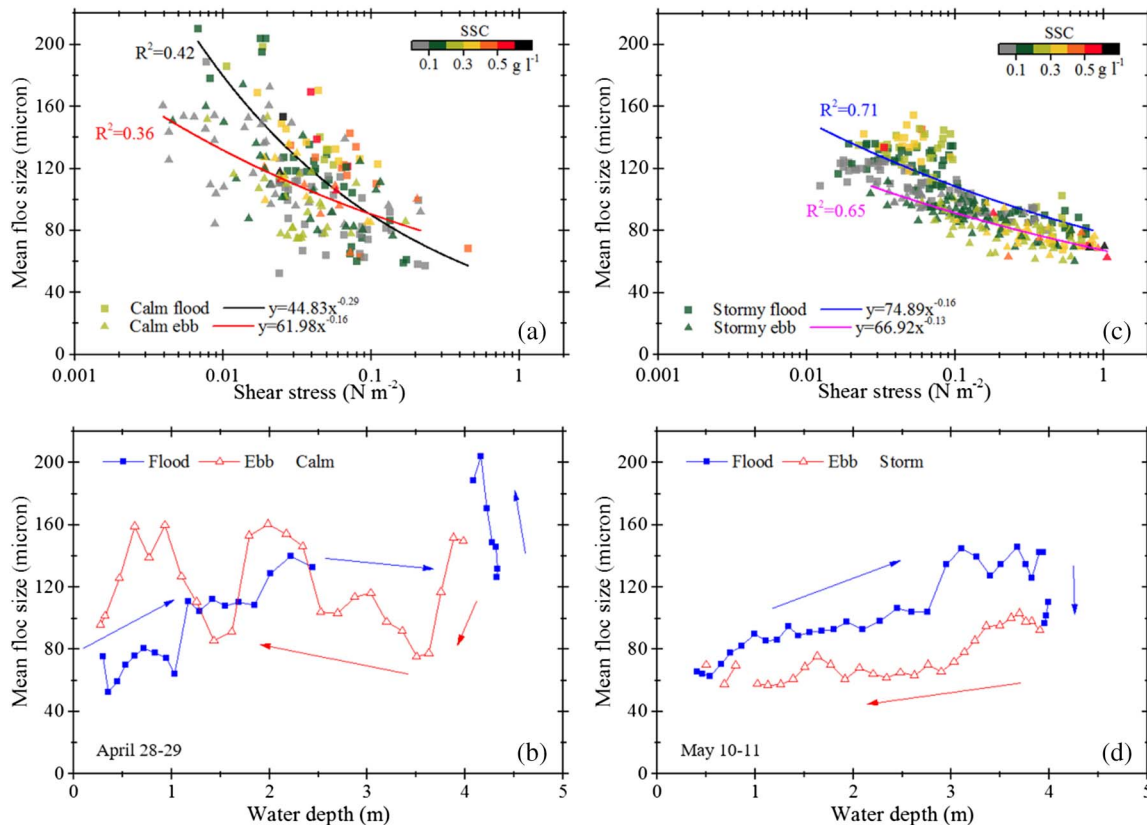 200
160
120
80
40
0
Mean floc size (micron)
SSC
0.1 0.3 0.5 g l-1
R2=0.42
R2=0.36
Calm flood y=44.83x-0.29
Calm ebb y=61.98x-0.16
(a)
0.001 0.01 0.1 1
Shear stress (N m-2)
200
160
120
80
40
0
Mean floc size (micron)
SSC
0.1 0.3 0.5 g l-1
R2=0.71
R2=0.65
Stormy flood y=74.89x-0.16
Stormy ebb y=66.92x-0.13
(c)
0.001 0.01 0.1 1
Shear stress (N m-2)
200
160
120
80
40
0
Mean floc size (micron)
Flood Ebb Calm
April 28-29
(b)
0 1 2 3 4 5
Water depth (m)
200
160
120
80
40
0
Mean floc size (micron)
Flood Ebb Storm
May 10-11
(d)
0 1 2 3 4 5
Water depth (m)